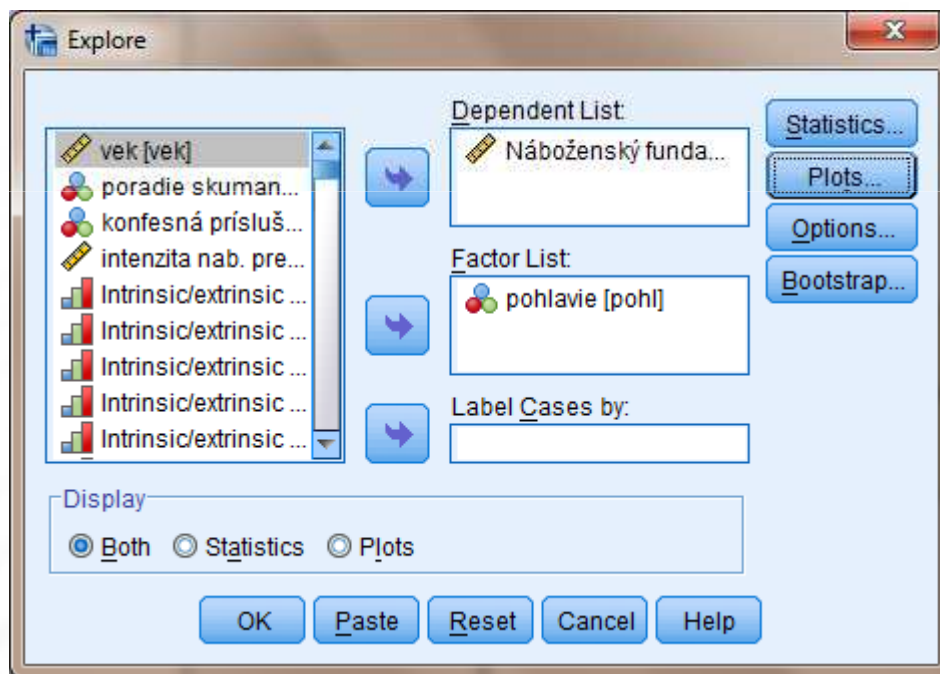 Explore
vek [vek]
poradie skuman...
konfesná prísluš...
intenzita nab. pre...
Intrinsic/extrinsic ...
Intrinsic/extrinsic ...
Intrinsic/extrinsic ...
Intrinsic/extrinsic ...
Intrinsic/extrinsic ...
Dependent List:
Náboženský funda...
Factor List:
pohlavie [pohl]
Label Cases by:
Statistics...
Plots...
Options...
Bootstrap...
Display
Both Statistics Plots
OK Paste Reset Cancel Help